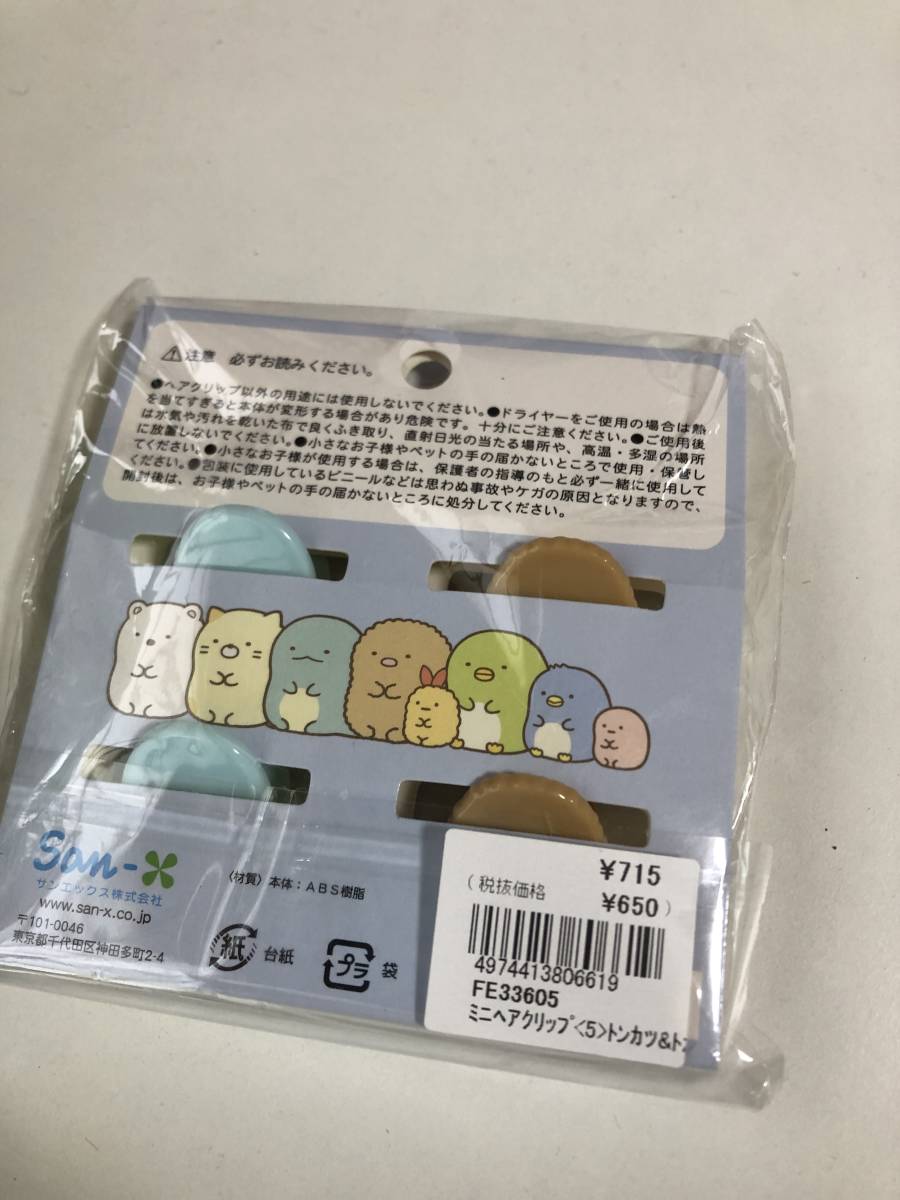 ⚠注意 必ずお読みください。
●ヘアクリップ以外の用途には使用しないでください。●ドライヤーをご使用の場合は熱
を当てすぎると本体が変形する場合があり危険です。十分にご注意ください。●ご使用後
は水気や汚れを乾いた布で良くふき取り、直射日光の当たる場所や、高温・多湿の場所
に放置しないでください。●小さなお子様やペットの手の届かないところで使用・保管し
てください。●小さなお子様が使用する場合は、保護者の指導のもと必ず一緒に使用して
ください。●包装に使用しているビニールなどは思わぬ事故やケガの原因となりますので、
開封後は、お子様やペットの手の届かないところに処分してください。
San-X
サンエックス株式会社
www.san-x.co.jp
〒101-0046
東京都千代田区神田多町2-4
〈材質〉本体：ABS樹脂
紙 台紙
プラ 袋
¥715
(税抜価格 ¥650)
4974413806619
FE33605
ミニヘアクリップ<5>トンカツ&ト